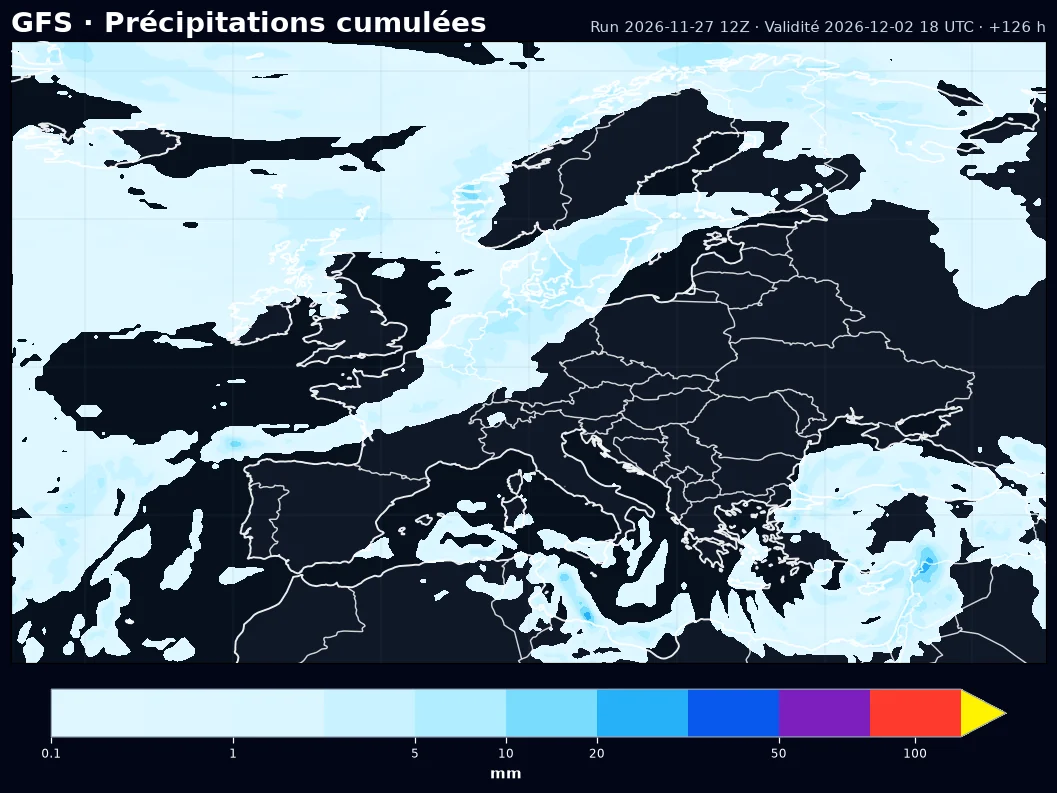 GFS · Précipitations cumulées
Run 2026-11-27 12Z · Validité 2026-12-02 18 UTC · +126 h
0.1 1 5 10 20 50 100
mm